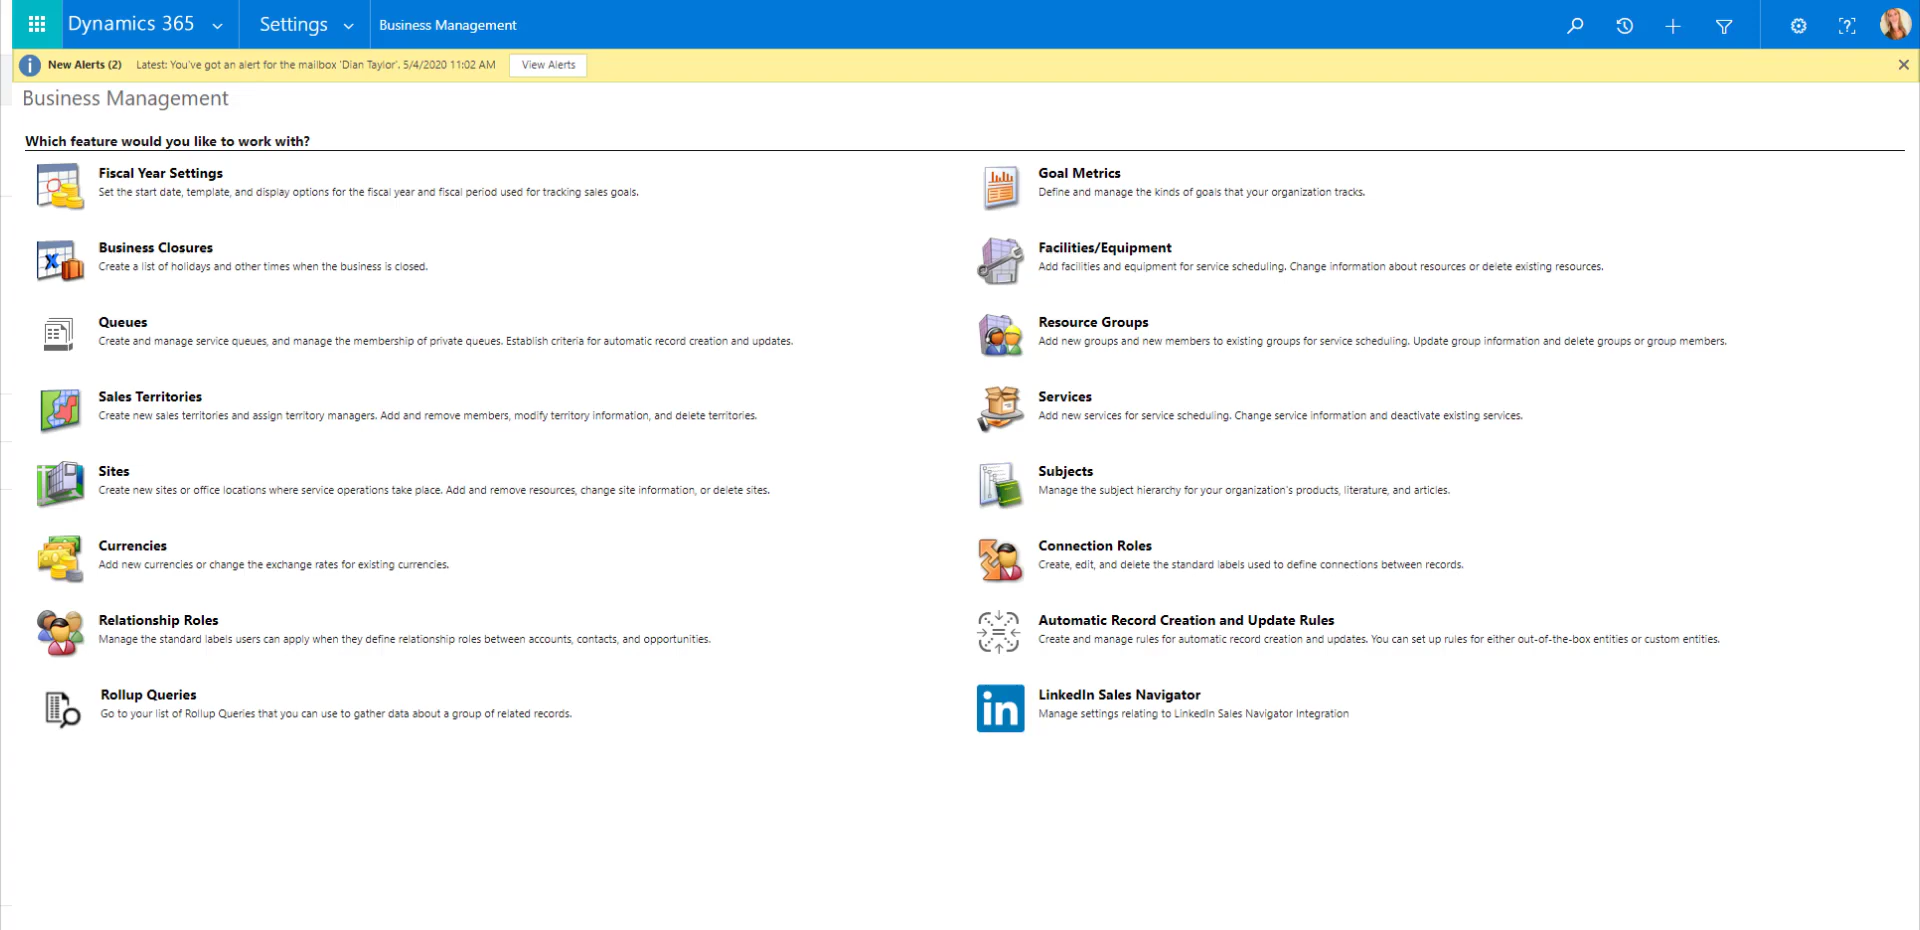 Dynamics 365
Settings
Business Management
New Alerts (2) Latest: You've got an alert for the mailbox 'Dian Taylor'. 5/4/2020 11:02 AM View Alerts
Business Management
Which feature would you like to work with?
Fiscal Year Settings
Set the start date, template, and display options for the fiscal year and fiscal period used for tracking sales goals.
Goal Metrics
Define and manage the kinds of goals that your organization tracks.
Business Closures
Create a list of holidays and other times when the business is closed.
Facilities/Equipment
Add facilities and equipment for service scheduling. Change information about resources or delete existing resources.
Queues
Create and manage service queues, and manage the membership of private queues. Establish criteria for automatic record creation and updates.
Resource Groups
Add new groups and new members to existing groups for service scheduling. Update group information and delete groups or group members.
Sales Territories
Create new sales territories and assign territory managers. Add and remove members, modify territory information, and delete territories.
Services
Add new services for service scheduling. Change service information and deactivate existing services.
Sites
Create new sites or office locations where service operations take place. Add and remove resources, change site information, or delete sites.
Subjects
Manage the subject hierarchy for your organization's products, literature, and articles.
Currencies
Add new currencies or change the exchange rates for existing currencies.
Connection Roles
Create, edit, and delete the standard labels used to define connections between records.
Relationship Roles
Manage the standard labels users can apply when they define relationship roles between accounts, contacts, and opportunities.
Automatic Record Creation and Update Rules
Create and manage rules for automatic record creation and updates. You can set up rules for either out-of-the-box entities or custom entities.
Rollup Queries
Go to your list of Rollup Queries that you can use to gather data about a group of related records.
in
LinkedIn Sales Navigator
Manage settings relating to LinkedIn Sales Navigator Integration